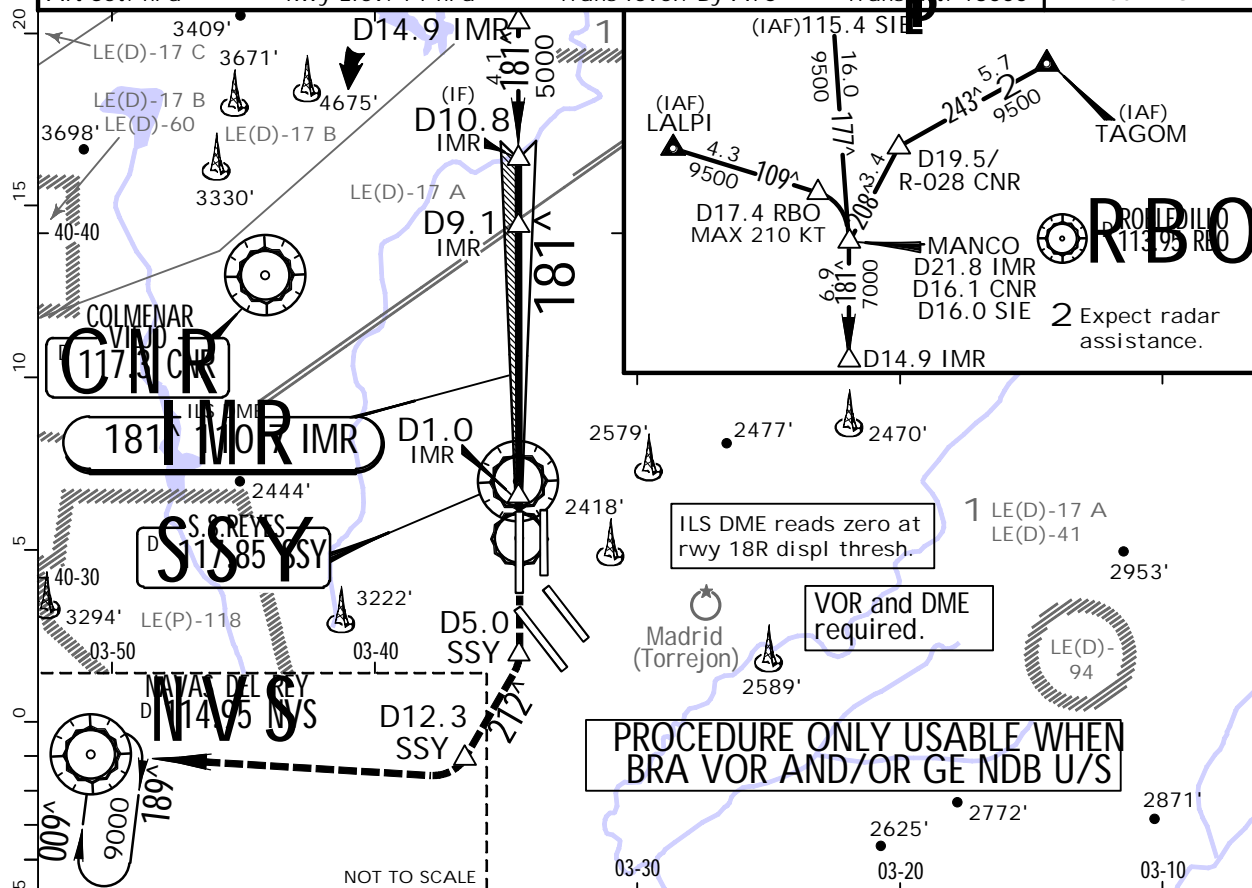 Trans level: By ATC
20
3409'
D14.9 IMR
1
LE(D)-17 C
3671'
4.1
181^
5000
LE(D)-17 B
LE(D)-60
4675'
LE(D)-17 B
3698'
3330'
(IF)
D10.8
IMR
15
LE(D)-17 A
40-40
D9.1
IMR
181^
(IAF)115.4 SIE
9500
16.0
177^
5.7
243^
2
9500
(IAF)
TAGOM
(IAF)
LALPI
4.3
9500
109^
3.4
208^
D19.5/
R-028 CNR
D17.4 RBO
MAX 210 KT
MANCO
D21.8 IMR
D16.1 CNR
D16.0 SIE
6.9
181^
7000
D14.9 IMR
ROBLEDILLO
D 113.95 RBO
RBO
2 Expect radar
assistance.
COLMENAR
VIEJO
D 117.3 CNR
CNR
10
ILS DME
181^ 110.7 IMR
IMR
D1.0
IMR
2444'
2579'
2477'
2470'
2418'
S.S.REYES
D 117.85 SSY
SSY
5
ILS DME reads zero at
rwy 18R displ thresh.
1 LE(D)-17 A
LE(D)-41
2953'
40-30
3294'
LE(P)-118
3222'
03-50
03-40
D5.0
SSY
Madrid
(Torrejon)
VOR and DME
required.
LE(D)-
94
2589'
NAVAS DEL REY
D 114.95 NVS
NVS
0
D12.3
SSY
212^
PROCEDURE ONLY USABLE WHEN
BRA VOR AND/OR GE NDB U/S
189^
009^
9000
2772'
2871'
2625'
5
NOT TO SCALE
03-30
03-20
03-10